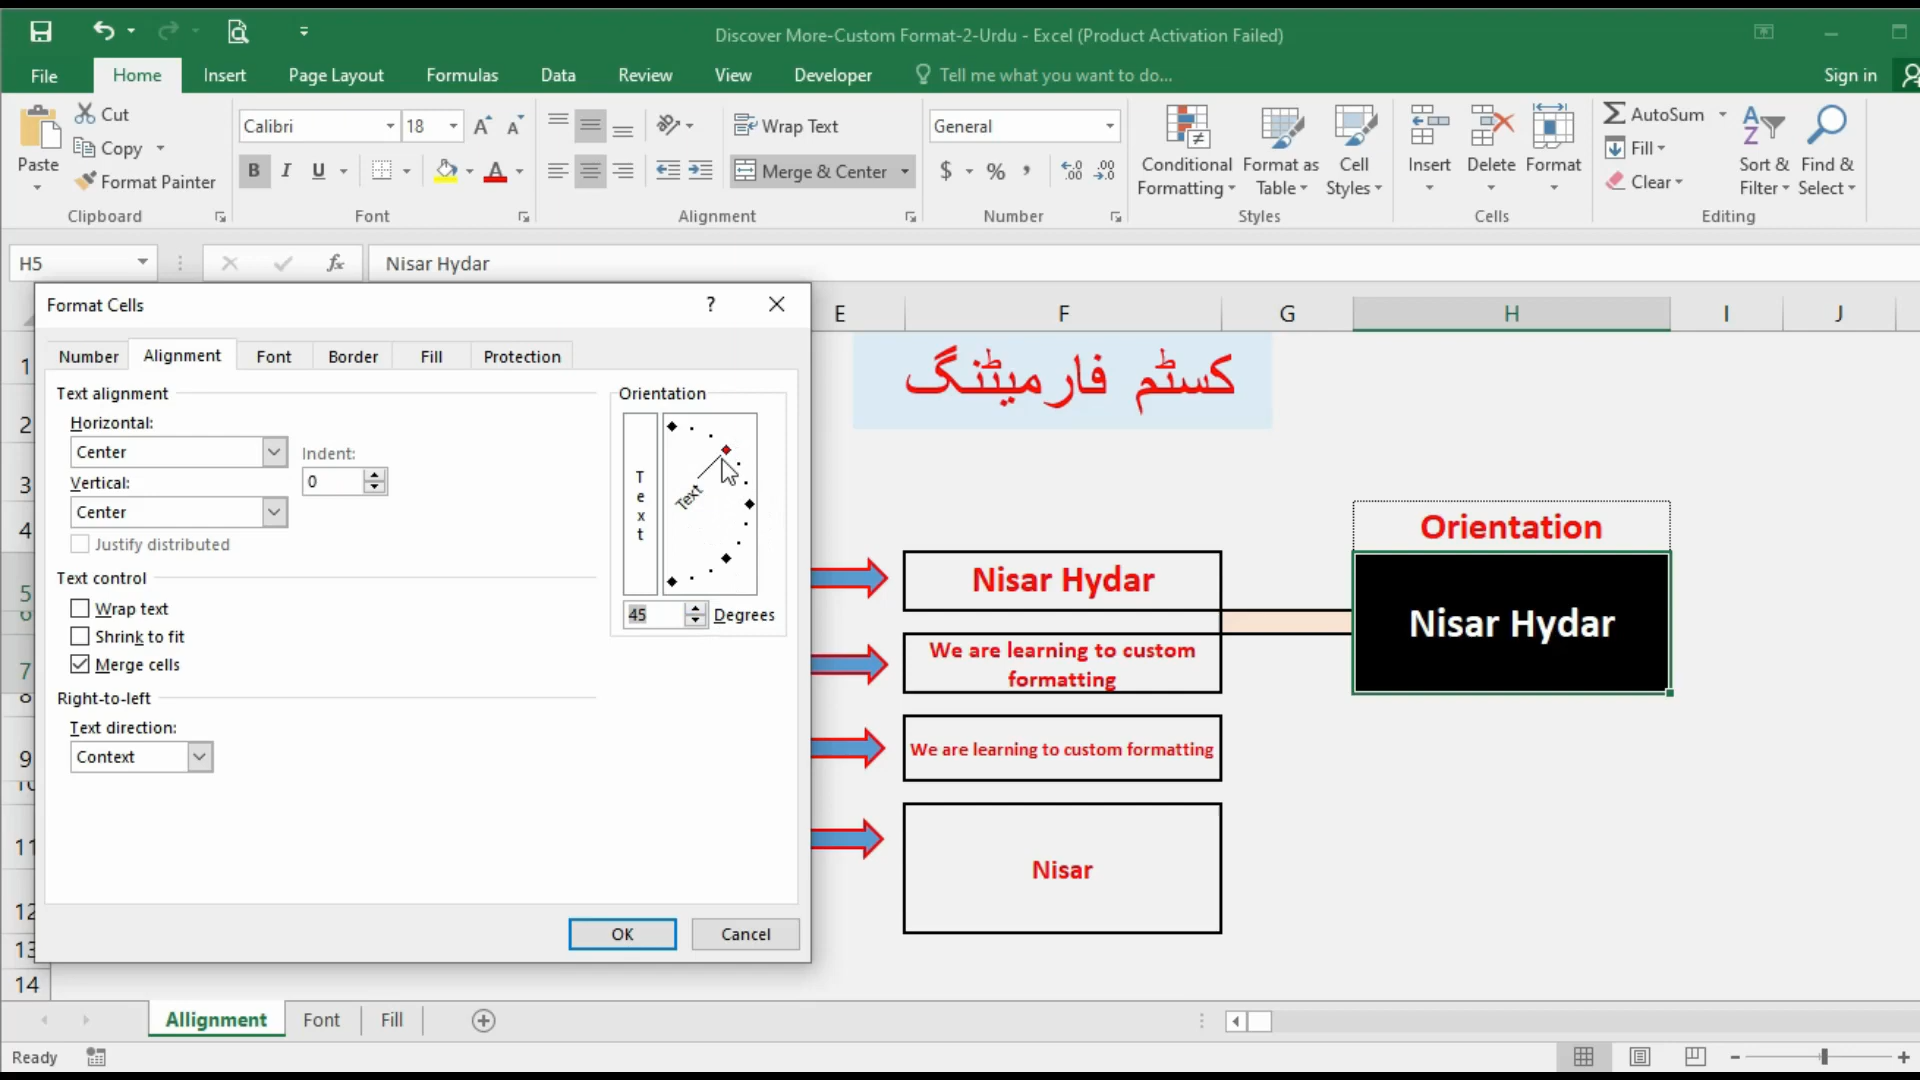 Discover More-Custom Format-2-Urdu - Excel (Product Activation Failed)
File Home Insert Page Layout Formulas Data Review View Developer Tell me what you want to do... Sign in
Paste
Cut
Copy
Format Painter
Clipboard
Calibri 18
B I U
Font
Wrap Text
Merge & Center
Alignment
General
$ % ,
Number
Conditional Formatting
Format as Table
Cell Styles
Styles
Insert
Delete
Format
Cells
AutoSum
Fill
Clear
Sort & Filter
Find & Select
Editing
H5
fx
Nisar Hydar
E F G H I J
1
2
3
4
5
6
7
8
9
10
11
12
13
14
Format Cells ?
Number Alignment Font Border Fill Protection
Text alignment
Horizontal:
Center
Indent:
0
Vertical:
Center
Justify distributed
Text control
Wrap text
Shrink to fit
Merge cells
Right-to-left
Text direction:
Context
Orientation
Text
Text
45 Degrees
OK Cancel
کسٹم فارمیٹنگ
Orientation
Nisar Hydar
Nisar Hydar
We are learning to custom
formatting
We are learning to custom formatting
Nisar
Allignment Font Fill
Ready